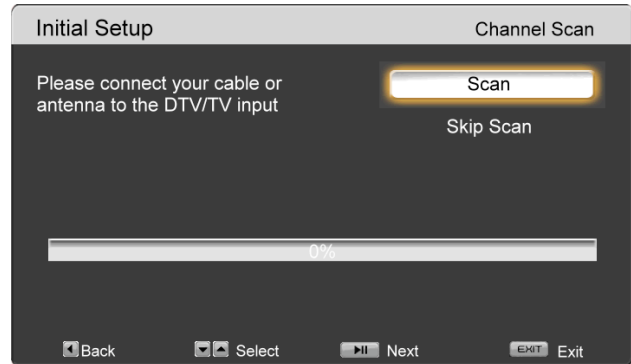 Initial Setup
Channel Scan
Please connect your cable or
antenna to the DTV/TV input
Scan
Skip Scan
0%
Back
Select
Next
EXIT Exit